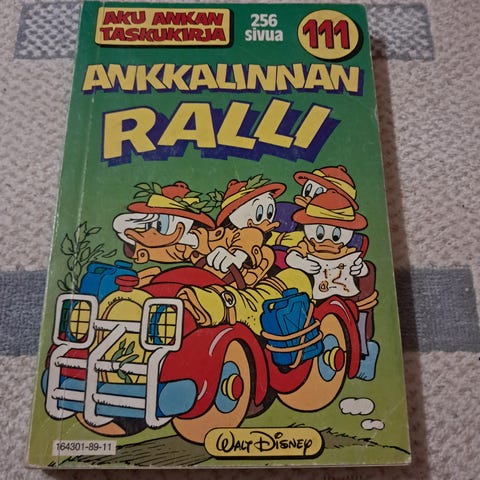 AKU ANKAN
TASKUKIRJA
256
sivua
111
ANKKALINNAN
RALLI
164301-89-11
WALT DISNEY